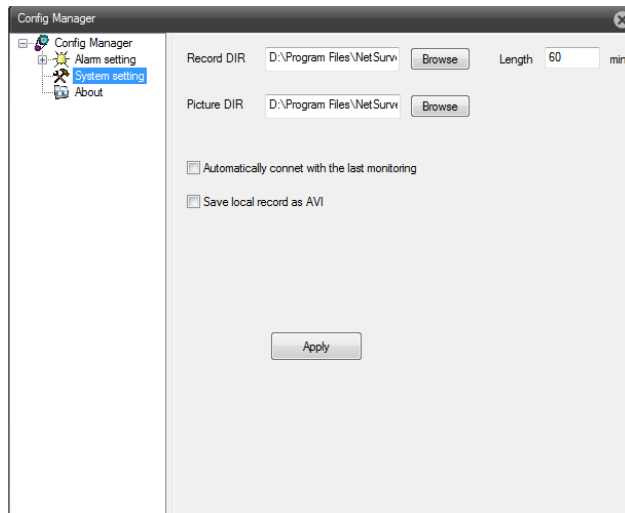 Config Manager
Config Manager
Alarm setting
System setting
About
Record DIR D:\Program Files\NetSurv Browse Length 60 min
Picture DIR D:\Program Files\NetSurve Browse
Automatically connet with the last monitoring
Save local record as AVI
Apply